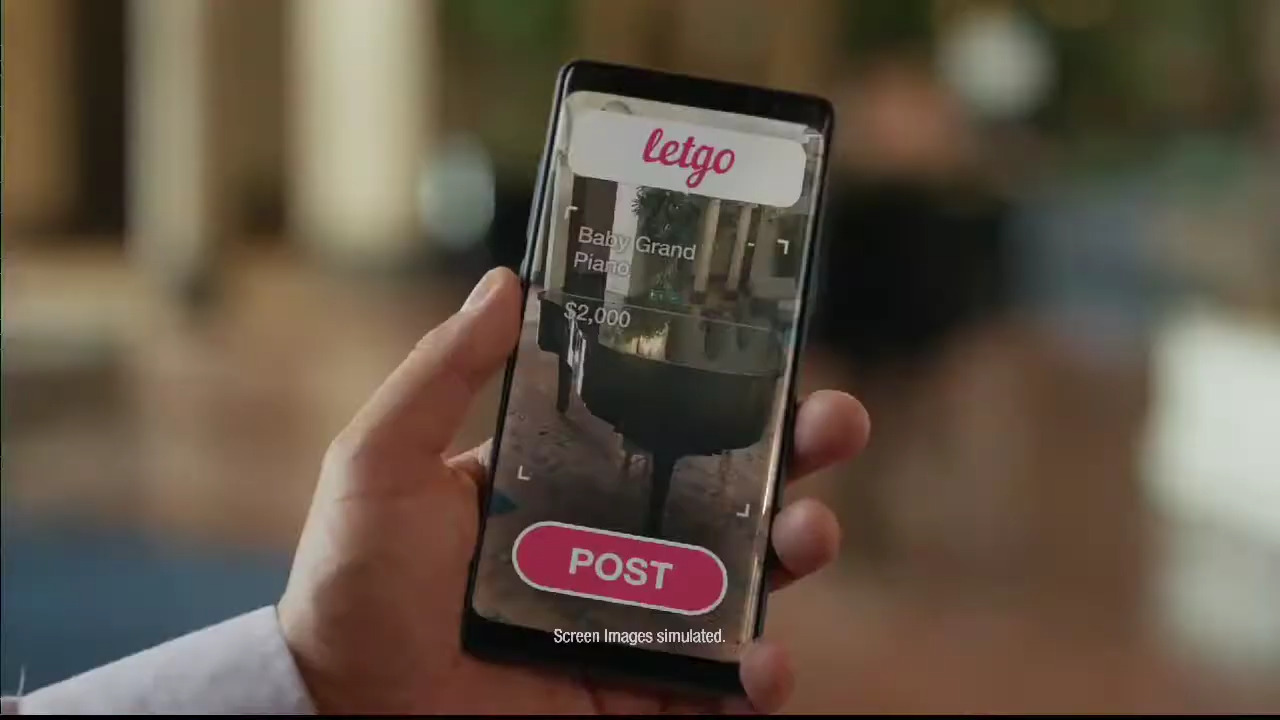 letgo
Baby Grand
Piano
$2,000
POST
Screen Images simulated.